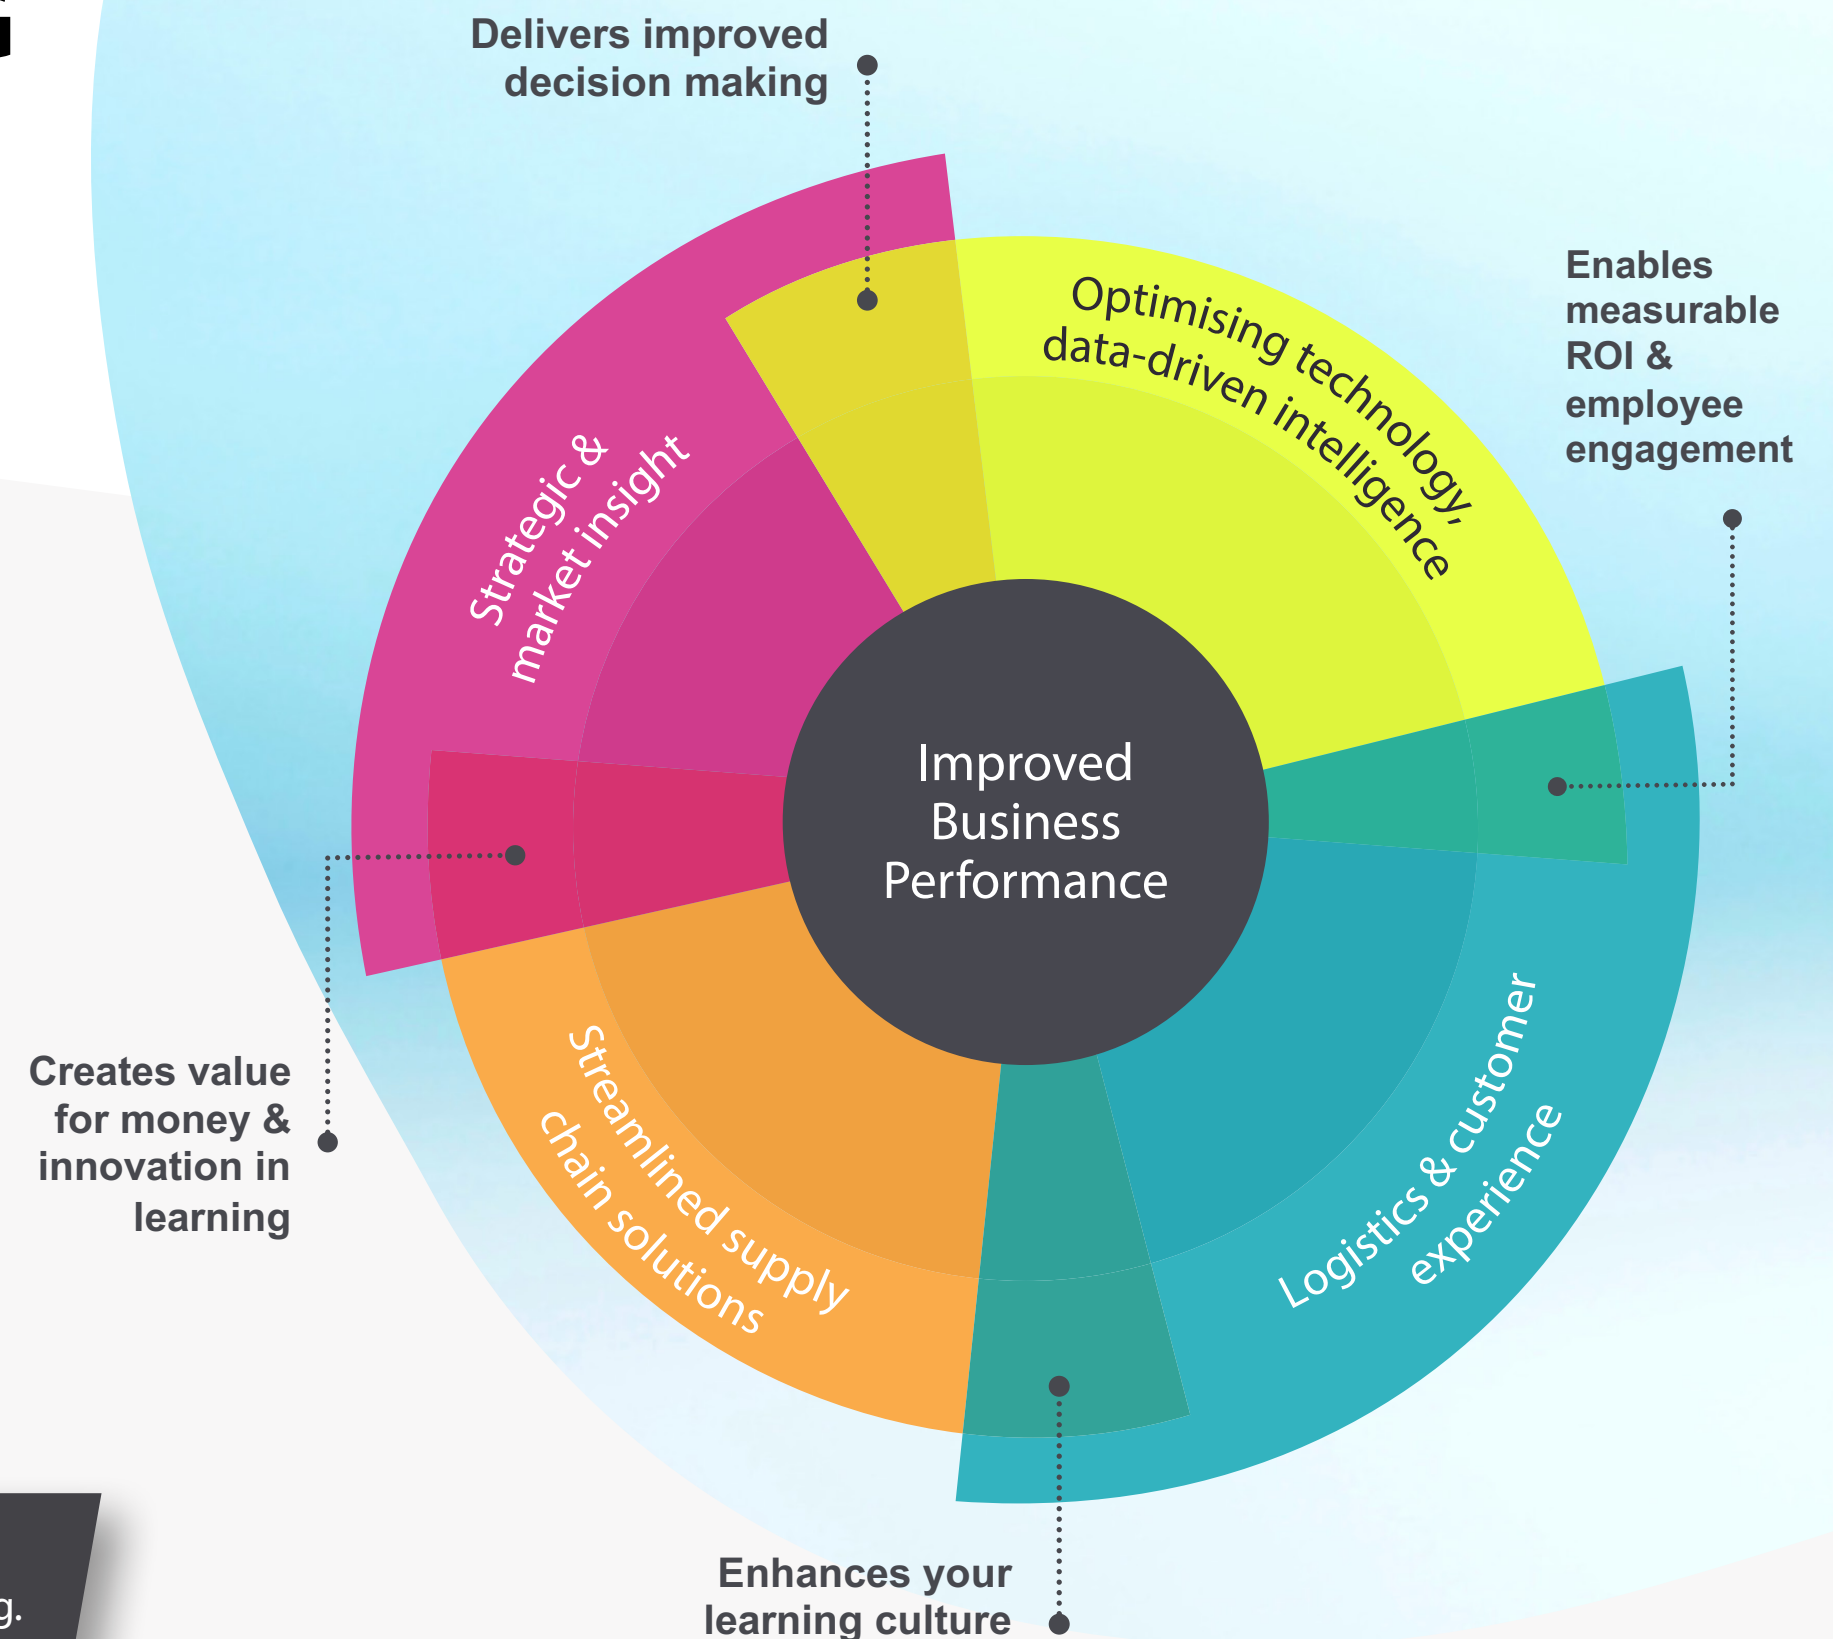 G
Delivers improved
decision making
Enables
measurable
ROI &
employee
engagement
Optimising technology,
data-driven intelligence
Strategic &
market insight
Improved
Business
Performance
Logistics & customer
experience
Streamlined supply
chain solutions
Creates value
for money &
innovation in
learning
Enhances your
learning culture
g.